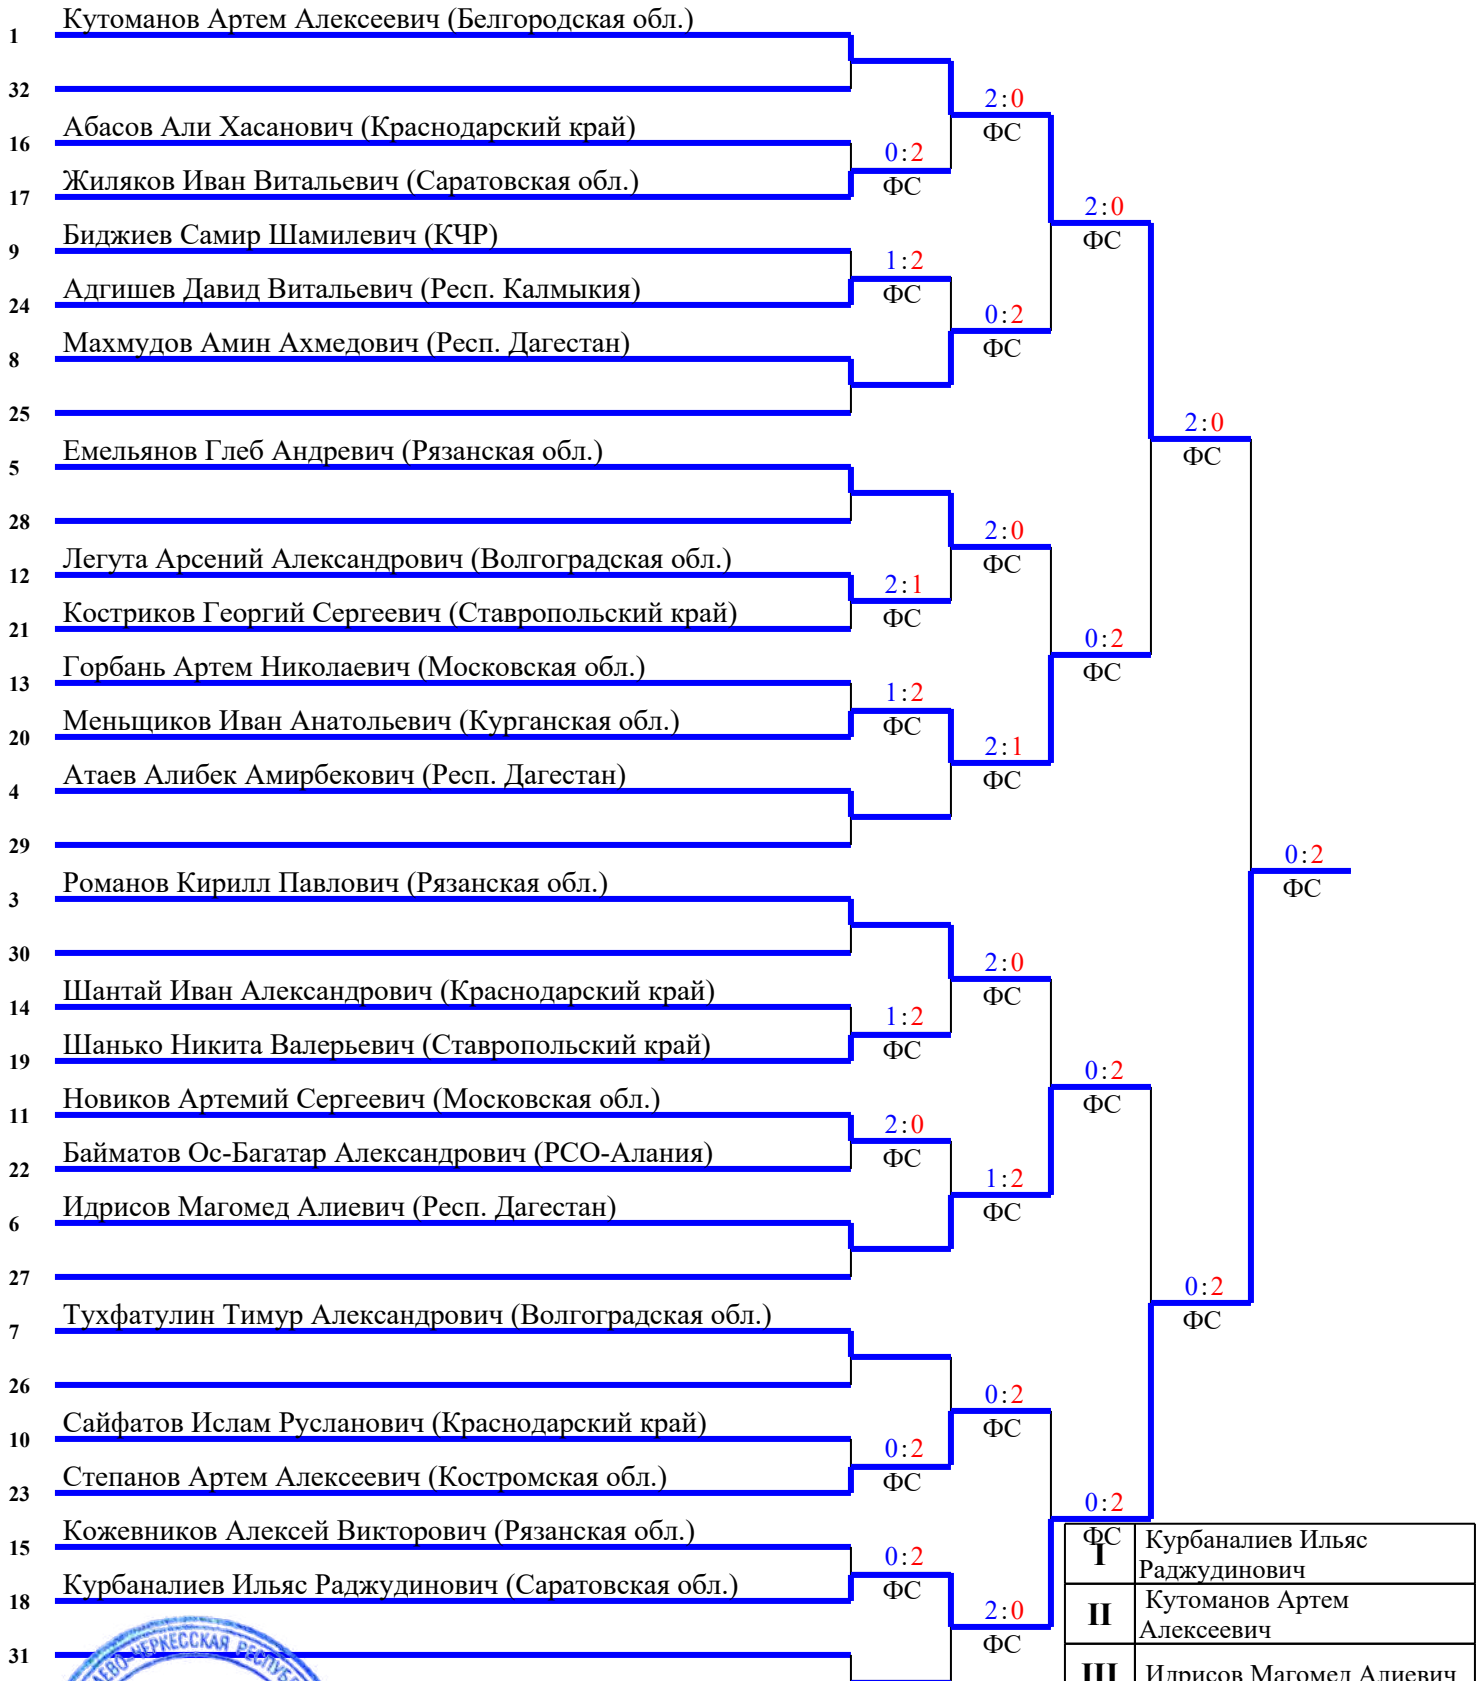 Кутоманов Артем Алексеевич (Белгородская обл.)
1
32
2:0
ФС
Абасов Али Хасанович (Краснодарский край)
16
0:2
ФС
Жиляков Иван Витальевич (Саратовская обл.)
17
2:0
ФС
Биджиев Самир Шамилевич (КЧР)
9
1:2
ФС
Адгишев Давид Витальевич (Респ. Калмыкия)
24
0:2
ФС
Махмудов Амин Ахмедович (Респ. Дагестан)
8
25
2:0
ФС
Емельянов Глеб Андревич (Рязанская обл.)
5
28
2:0
ФС
Легута Арсений Александрович (Волгоградская обл.)
12
2:1
ФС
Костриков Георгий Сергеевич (Ставропольский край)
21
0:2
ФС
Горбань Артем Николаевич (Московская обл.)
13
1:2
ФС
Меньщиков Иван Анатольевич (Курганская обл.)
20
2:1
ФС
Атаев Алибек Амирбекович (Респ. Дагестан)
4
29
0:2
ФС
Романов Кирилл Павлович (Рязанская обл.)
3
30
2:0
ФС
Шантай Иван Александрович (Краснодарский край)
14
1:2
ФС
Шанько Никита Валерьевич (Ставропольский край)
19
0:2
ФС
Новиков Артемий Сергеевич (Московская обл.)
11
2:0
ФС
Байматов Ос-Багатар Александрович (РСО-Алания)
22
1:2
ФС
Идрисов Магомед Алиевич (Респ. Дагестан)
6
27
0:2
ФС
Тухфатулин Тимур Александрович (Волгоградская обл.)
7
26
0:2
ФС
Сайфатов Ислам Русланович (Краснодарский край)
10
0:2
ФС
Степанов Артем Алексеевич (Костромская обл.)
23
0:2
ФС
Кожевников Алексей Викторович (Рязанская обл.)
15
0:2
ФС
Курбаналиев Ильяс Раджудинович (Саратовская обл.)
18
2:0
ФС
31
I Курбаналиев Ильяс
Раджудинович
II Кутоманов Артем
Алексеевич
III Идрисов Магомед Алиевич